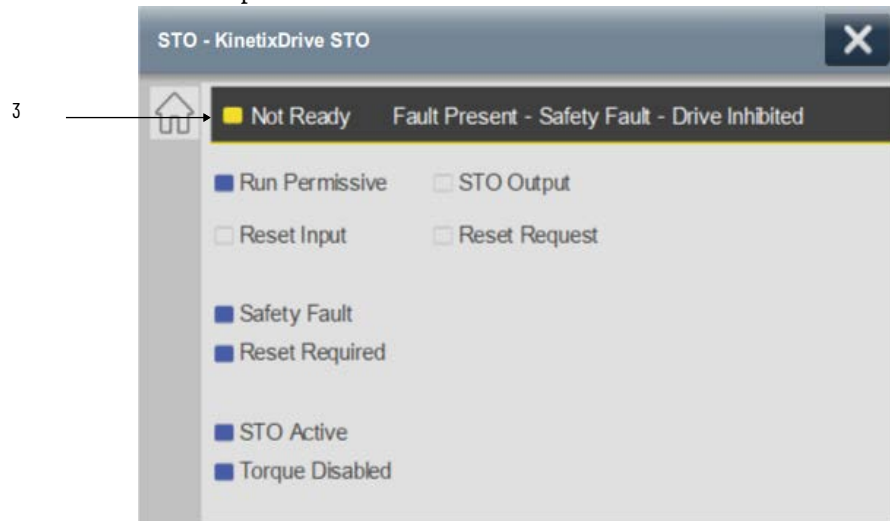 STO - KinetixDrive STO
3
Not Ready Fault Present - Safety Fault - Drive Inhibited
Run Permissive STO Output
Reset Input Reset Request
Safety Fault
Reset Required
STO Active
Torque Disabled